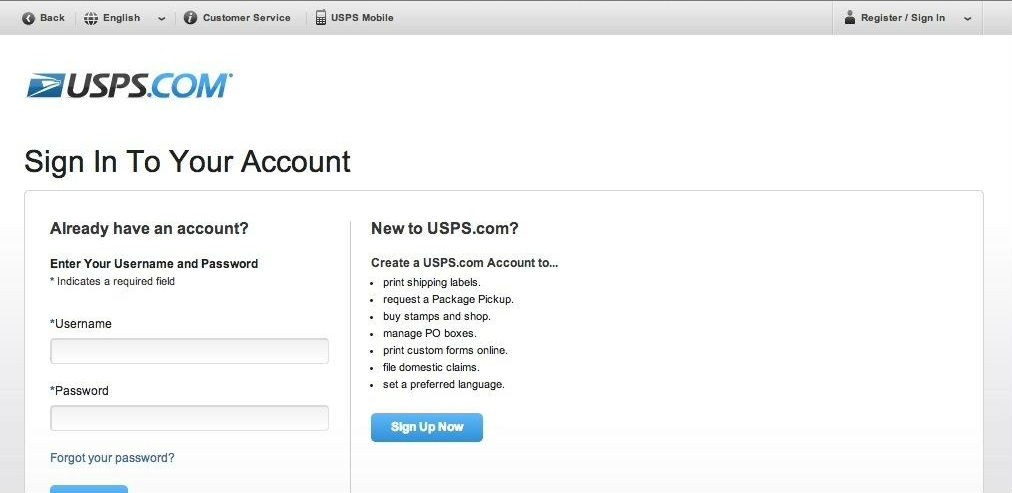 Back English Customer Service USPS Mobile Register / Sign In
USPS.COM
Sign In To Your Account
Already have an account?
Enter Your Username and Password
* Indicates a required field
*Username
*Password
Forgot your password?
New to USPS.com?
Create a USPS.com Account to...
• print shipping labels.
• request a Package Pickup.
• buy stamps and shop.
• manage PO boxes.
• print custom forms online.
• file domestic claims.
• set a preferred language.
Sign Up Now